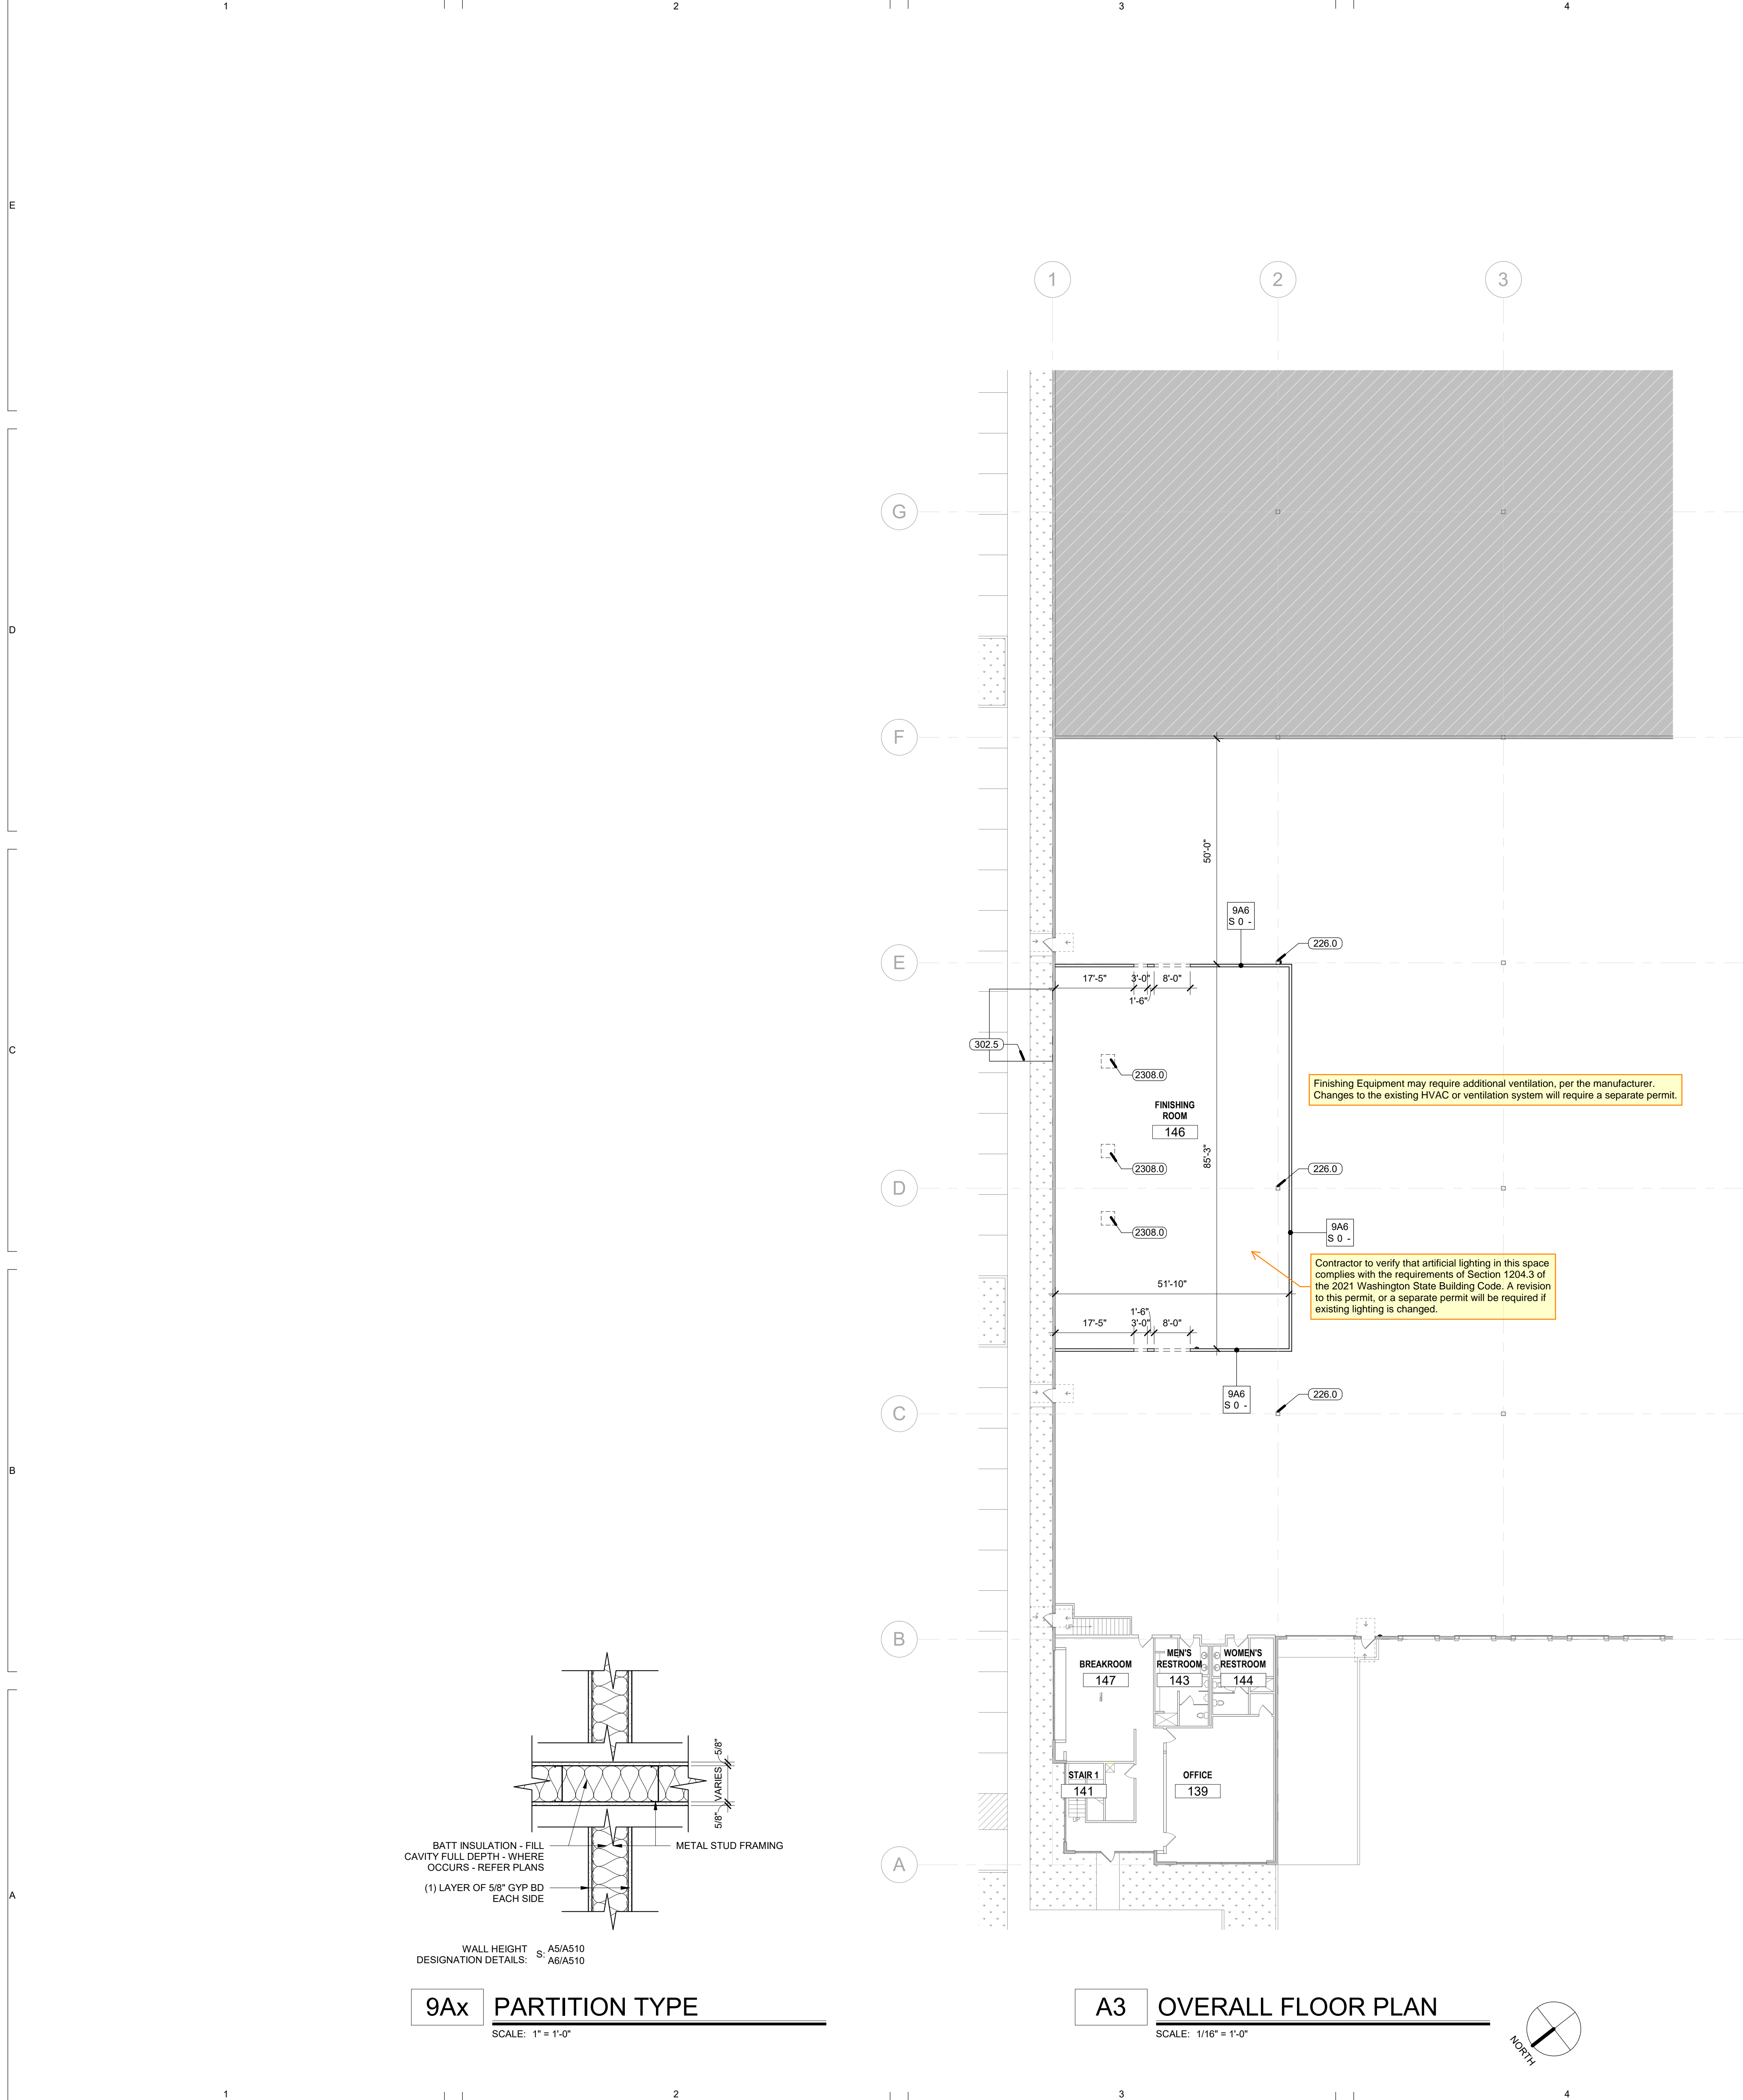 1
2
3
4
E
1
2
3
G
D
F
50'-0"
9A6
S 0 -
226.0
E
17'-5"
3'-0"
8'-0"
1'-6"
302.5
C
2308.0
Finishing Equipment may require additional ventilation, per the manufacturer.
Changes to the existing HVAC or ventilation system will require a separate permit.
FINISHING
ROOM
146
85'-3"
2308.0
226.0
D
9A6
S 0 -
2308.0
Contractor to verify that artificial lighting in this space
complies with the requirements of Section 1204.3 of
the 2021 Washington State Building Code. A revision
to this permit, or a separate permit will be required if
existing lighting is changed.
51'-10"
1'-6"
17'-5"
3'-0"
8'-0"
9A6
S 0 -
226.0
C
B
UP
B
BREAKROOM
147
MEN'S
RESTROOM
143
WOMEN'S
RESTROOM
144
STAIR 1
141
OFFICE
139
UP
A
5/8"
VARIES
5/8"
BATT INSULATION - FILL
CAVITY FULL DEPTH - WHERE
OCCURS - REFER PLANS
METAL STUD FRAMING
(1) LAYER OF 5/8" GYP BD
EACH SIDE
A
WALL HEIGHT
DESIGNATION DETAILS:
S:
A5/A510
A6/A510
9Ax
PARTITION TYPE
SCALE: 1" = 1'-0"
A3
OVERALL FLOOR PLAN
SCALE: 1/16" = 1'-0"
NORTH
1
2
3
4